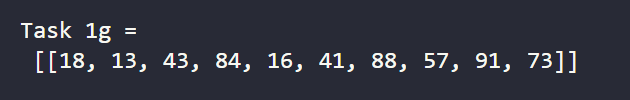 Task 1g =
[[18, 13, 43, 84, 16, 41, 88, 57, 91, 73]]